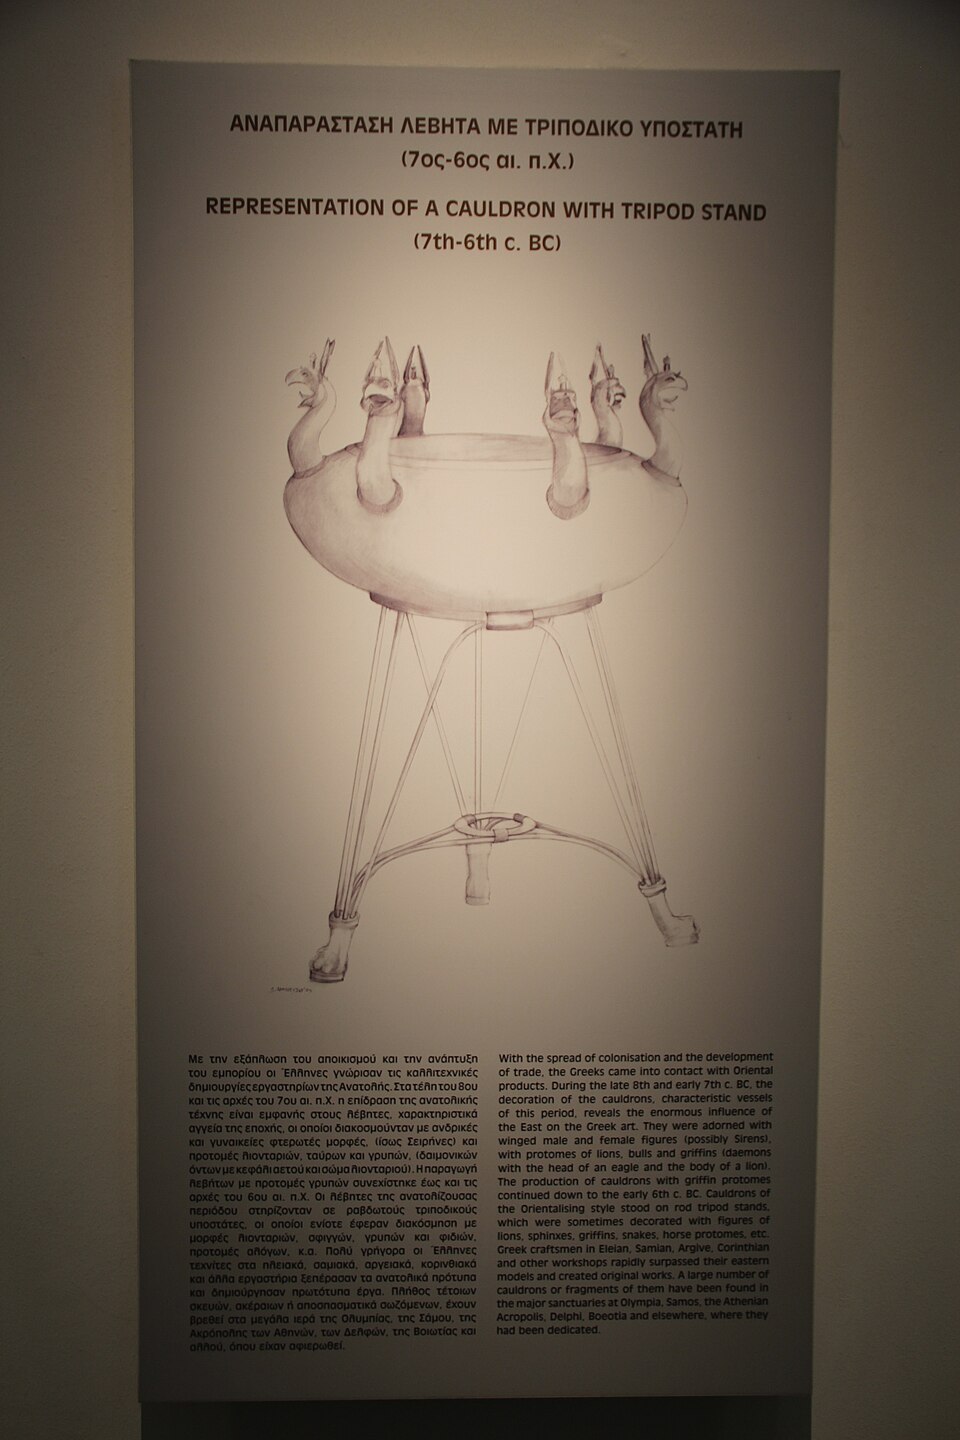 ΑΝΑΠΑΡΑΣΤΑΣΗ ΛΕΒΗΤΑ ΜΕ ΤΡΙΠΟΔΙΚΟ ΥΠΟΣΤΑΤΗ
(7ος-6ος αι. π.Χ.)
REPRESENTATION OF A CAULDRON WITH TRIPOD STAND
(7th-6th c. BC)
Με την εξάπλωση του αποικισμού και την ανάπτυξη
του εμπορίου οι Έλληνες γνώρισαν τις καλλιτεχνικές
δημιουργίες εργαστηρίων της Ανατολής. Στα τέλη του 8ου
και τις αρχές του 7ου αι. π.Χ. η επίδραση της ανατολικής
τέχνης είναι εμφανής στους λέβητες, χαρακτηριστικά
αγγεία της εποχής, οι οποίοι διακοσμούνταν με ανδρικές
και γυναικείες φτερωτές μορφές, (ίσως Σειρήνες) και
προτομές λιονταριών, ταύρων και γρυπών, (δαιμονικών
όντων με κεφάλι αετού και σώμα λιονταριού). Η παραγωγή
λεβήτων με προτομές γρυπών συνεχίστηκε έως και τις
αρχές του 6ου αι. π.Χ. Οι λέβητες της ανατολίζουσας
περιόδου στηρίζονταν σε ραβδωτούς τριποδικούς
υποστάτες, οι οποίοι ενίοτε έφεραν διακόσμηση με
μορφές λιονταριών, σφιγγών, γρυπών και φιδιών,
προτομές αλόγων, κ.α. Πολύ γρήγορα οι Έλληνες
τεχνίτες στα ηλειακά, σαμιακά, αργειακά, κορινθιακά
και άλλα εργαστήρια ξεπέρασαν τα ανατολικά πρότυπα
και δημιούργησαν πρωτότυπα έργα. Πλήθος τέτοιων
σκευών, ακέραιων ή αποσπασματικά σωζόμενων, έχουν
βρεθεί στα μεγάλα ιερά της Ολυμπίας, της Σάμου, της
Ακρόπολης των Αθηνών, των Δελφών, της Βοιωτίας και
αλλού, όπου είχαν αφιερωθεί.
With the spread of colonisation and the development
of trade, the Greeks came into contact with Oriental
products. During the late 8th and early 7th c. BC, the
decoration of the cauldrons, characteristic vessels
of this period, reveals the enormous influence of
the East on the Greek art. They were adorned with
winged male and female figures (possibly Sirens),
with protomes of lions, bulls and griffins (daemons
with the head of an eagle and the body of a lion).
The production of cauldrons with griffin protomes
continued down to the early 6th c. BC. Cauldrons of
the Orientalising style stood on rod tripod stands,
which were sometimes decorated with figures of
lions, sphinxes, griffins, snakes, horse protomes, etc.
Greek craftsmen in Eleian, Samian, Argive, Corinthian
and other workshops rapidly surpassed their eastern
models and created original works. A large number of
cauldrons or fragments of them have been found in
the major sanctuaries at Olympia, Samos, the Athenian
Acropolis, Delphi, Boeotia and elsewhere, where they
had been dedicated.